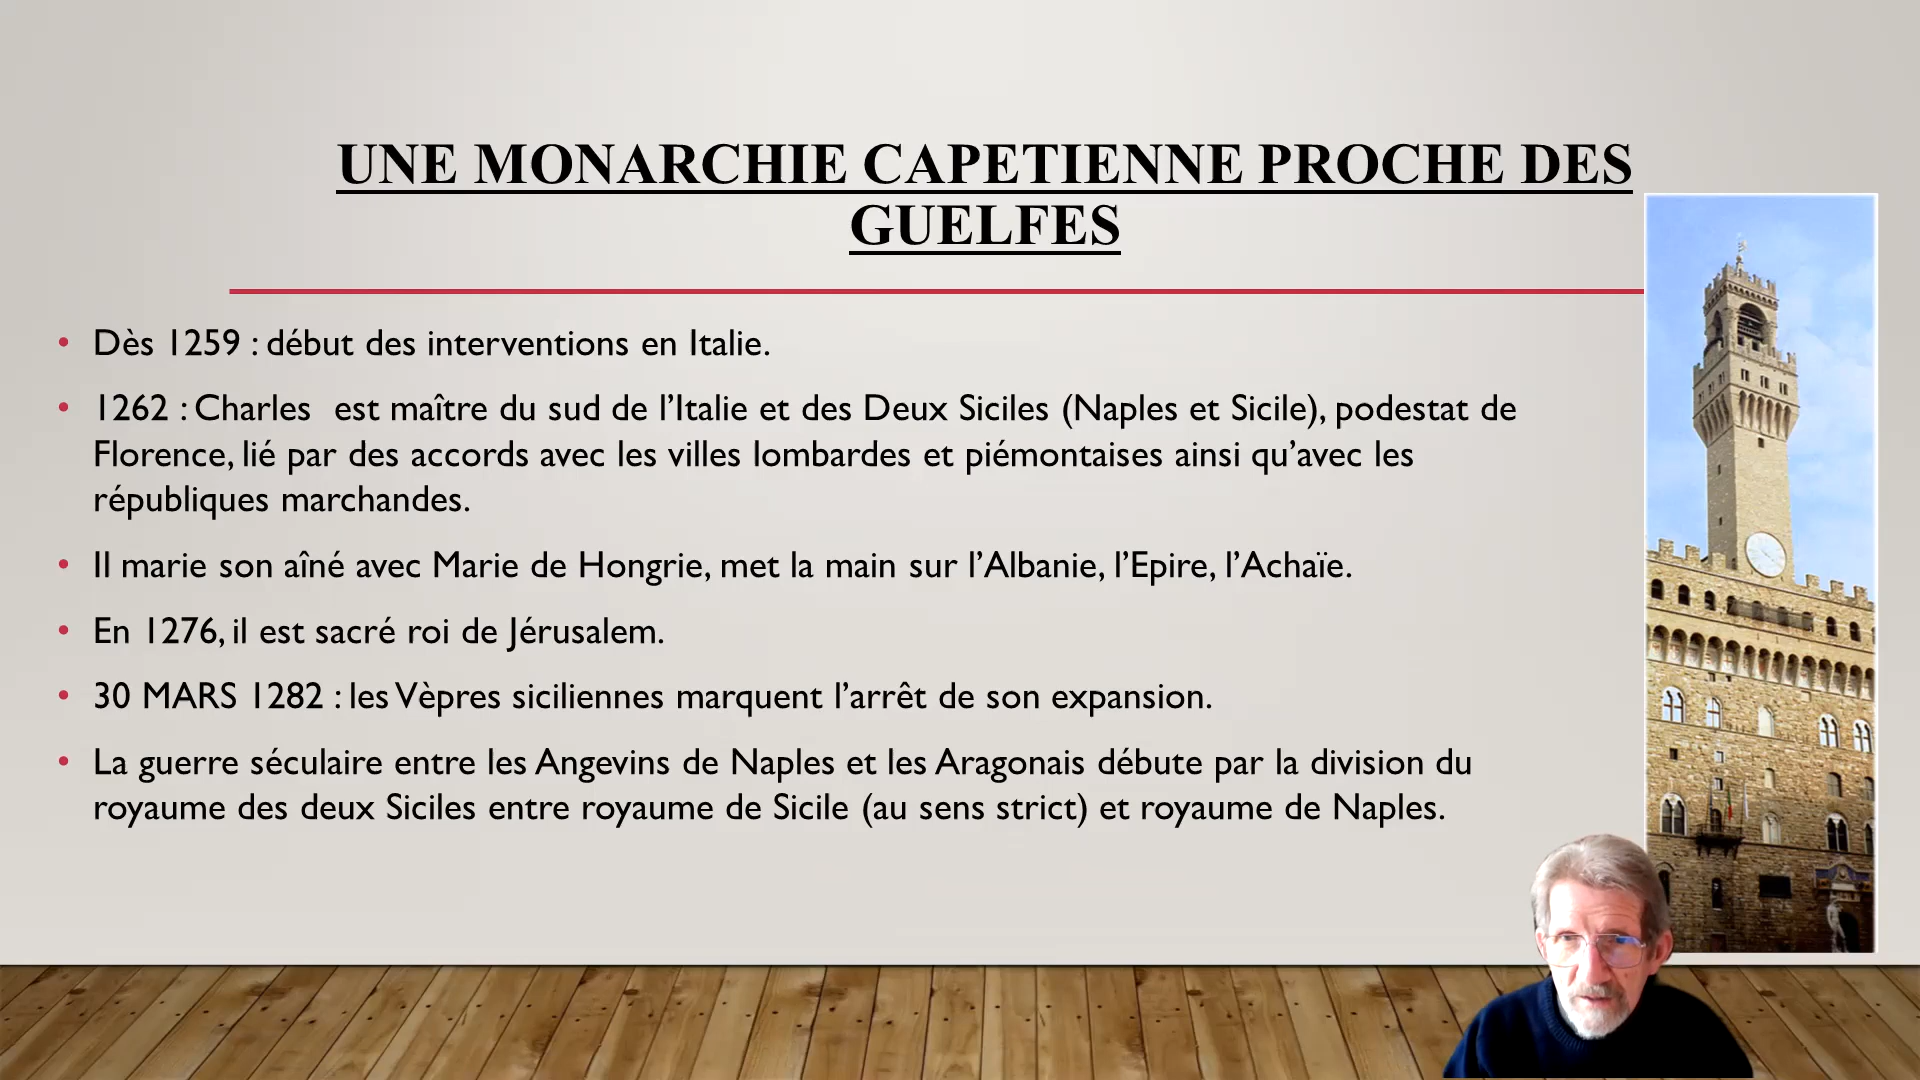 UNE MONARCHIE CAPETIENNE PROCHE DES
GUELFES
• Dès 1259 : début des interventions en Italie.
• 1262 : Charles  est maître du sud de l’Italie et des Deux Siciles (Naples et Sicile), podestat de
Florence, lié par des accords avec les villes lombardes et piémontaises ainsi qu’avec les
républiques marchandes.
• Il marie son aîné avec Marie de Hongrie, met la main sur l’Albanie, l’Epire, l’Achaïe.
• En 1276, il est sacré roi de Jérusalem.
• 30 MARS 1282 : les Vèpres siciliennes marquent l’arrêt de son expansion.
• La guerre séculaire entre les Angevins de Naples et les Aragonais débute par la division du
royaume des deux Siciles entre royaume de Sicile (au sens strict) et royaume de Naples.